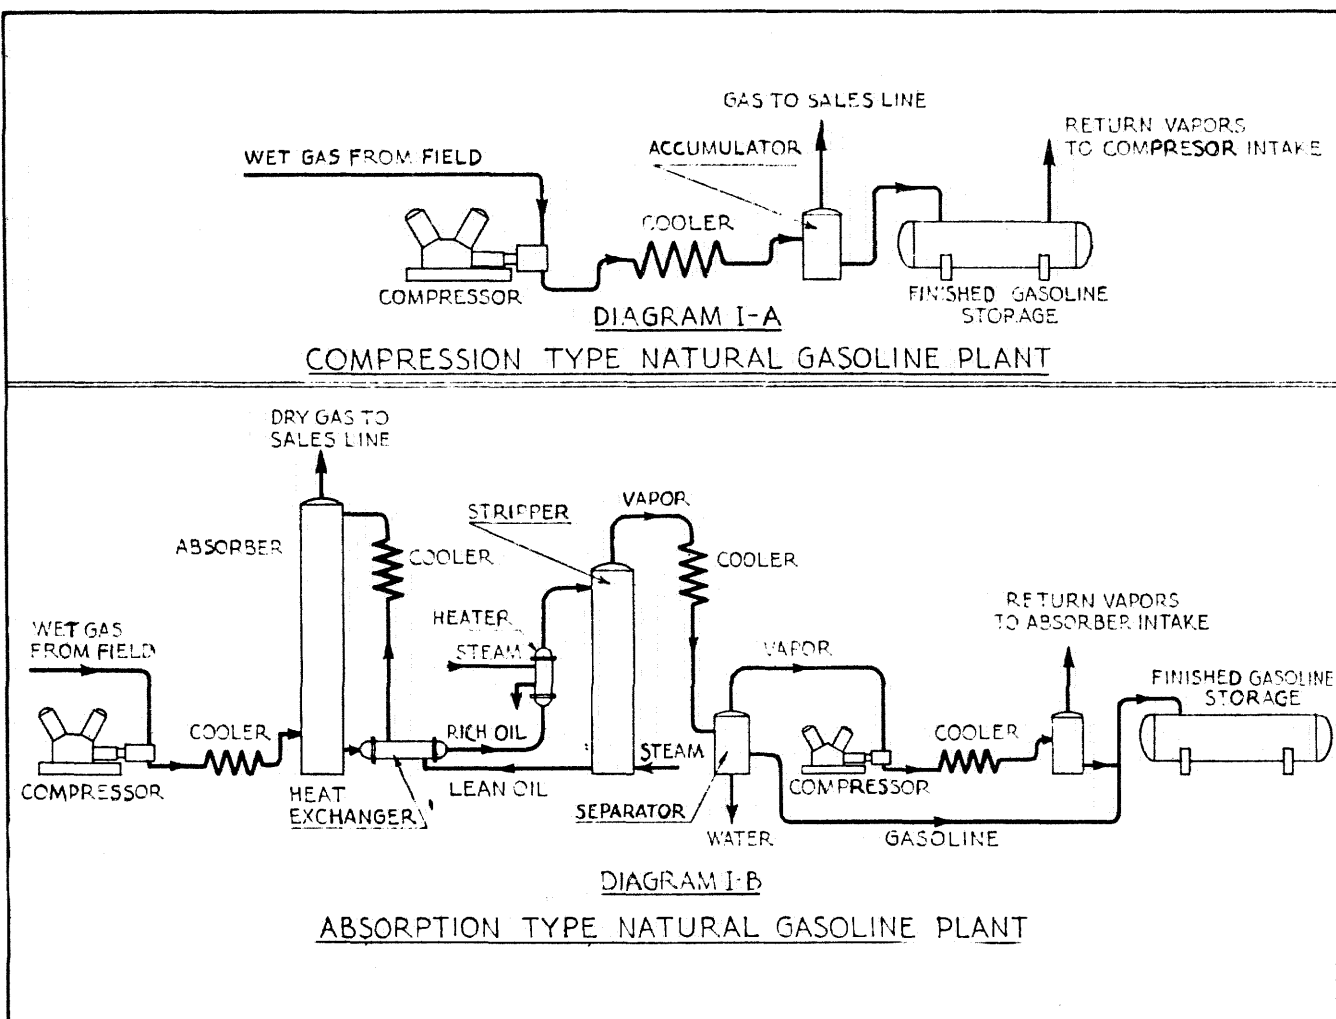 GAS TO SALES LINE
RETURN VAPORS
TO COMPRESOR INTAKE
ACCUMULATOR
WET GAS FROM FIELD
COOLER
COMPRESSOR
FINISHED GASOLINE
STORAGE
DIAGRAM I-A
COMPRESSION TYPE NATURAL GASOLINE PLANT
DRY GAS TO
SALES LINE
VAPOR
STRIPPER
ABSORBER
COOLER
COOLER
HEATER
STEAM
RETURN VAPORS
TO ABSORBER INTAKE
WET GAS
FROM FIELD
VAPOR
FINISHED GASOLINE
STORAGE
COOLER
RICH OIL
STEAM
COOLER
COMPRESSOR
HEAT
EXCHANGER
LEAN OIL
COMPRESSOR
SEPARATOR
WATER
GASOLINE
DIAGRAM I-B
ABSORPTION TYPE NATURAL GASOLINE PLANT